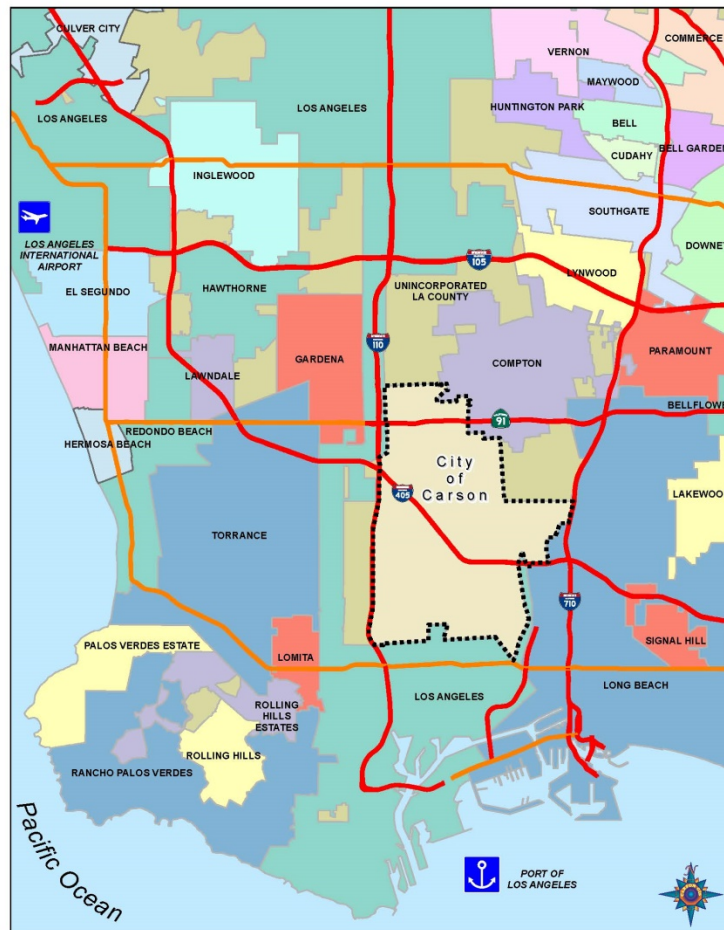 CULVER CITY
COMMERCE
VERNON
MAYWOOD
LOS ANGELES
LOS ANGELES
HUNTINGTON PARK
BELL
BELL GARDE
CUDAHY
INGLEWOOD
SOUTHGATE
LOS ANGELES
INTERNATIONAL
AIRPORT
DOWNEY
INTERSTATE
105
LYNWOOD
EL SEGUNDO
HAWTHORNE
UNINCORPORATED
LA COUNTY
110
MANHATTAN BEACH
GARDENA
COMPTON
PARAMOUNT
LAWNDALE
91
BELLFLOWE
REDONDO BEACH
HERMOSA BEACH
City
of
Carson
405
LAKEWOO
TORRANCE
710
SIGNAL HILL
PALOS VERDES ESTATE
LOMITA
LOS ANGELES
LONG BEACH
ROLLING
HILLS
ESTATES
ROLLING HILLS
RANCHO PALOS VERDES
Pacific Ocean
PORT OF
LOS ANGELES